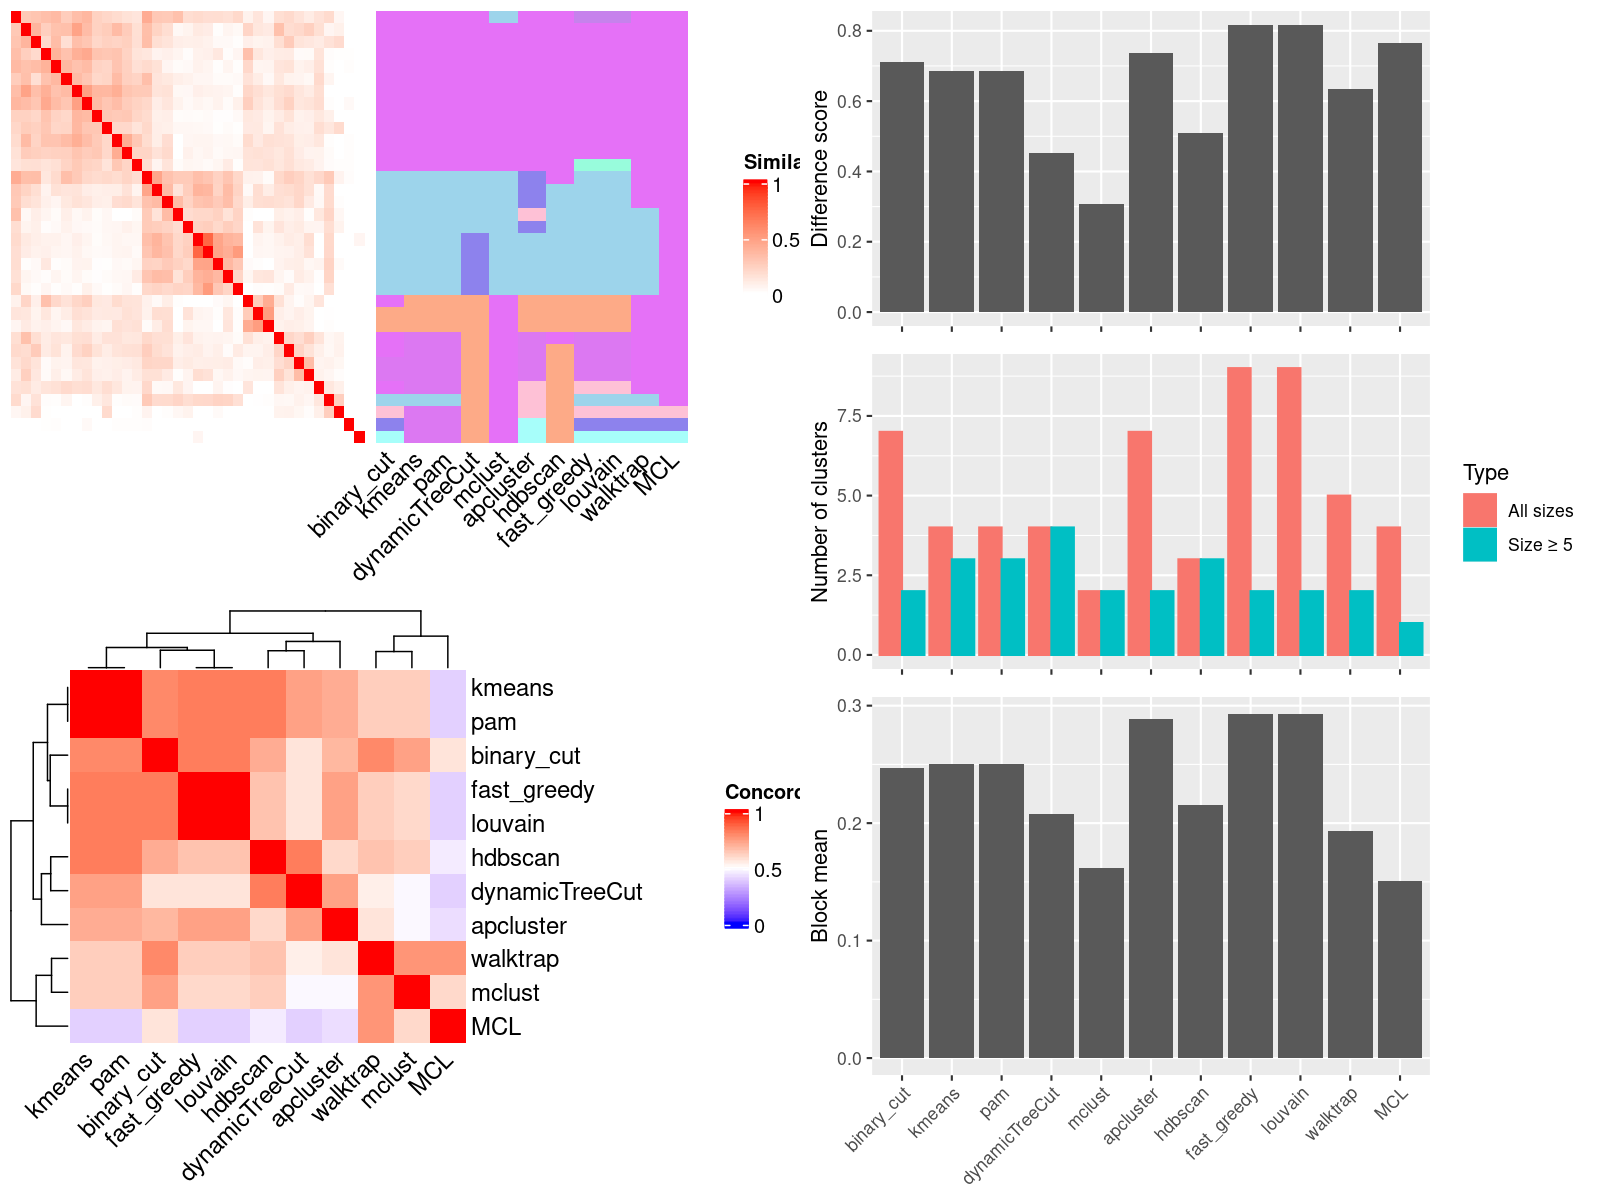 Simila
1
0.5
0
binary_cut
kmeans
pam
dynamicTreeCut
mclust
apcluster
hdbscan
fast_greedy
louvain
walktrap
MCL
kmeans
pam
binary_cut
fast_greedy
louvain
hdbscan
dynamicTreeCut
apcluster
walktrap
mclust
MCL
kmeans
pam
binary_cut
fast_greedy
louvain
hdbscan
dynamicTreeCut
apcluster
walktrap
mclust
MCL
Concord
1
0.5
0
Difference score
0.8
0.6
0.4
0.2
0.0
Number of clusters
7.5
5.0
2.5
0.0
Type
All sizes
Size ≥ 5
Block mean
0.3
0.2
0.1
0.0
binary_cut
kmeans
pam
dynamicTreeCut
mclust
apcluster
hdbscan
fast_greedy
louvain
walktrap
MCL